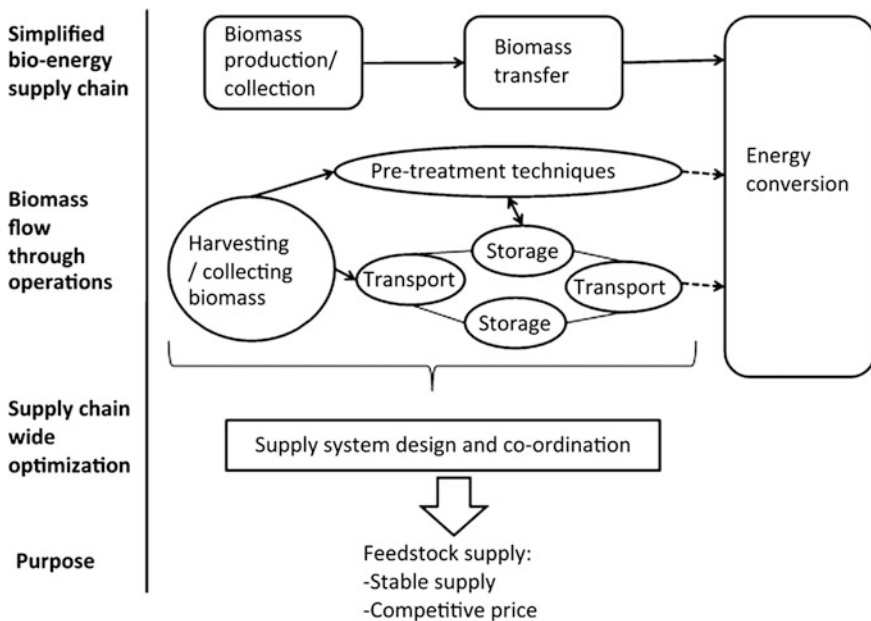 Simplified
bio-energy
supply chain
Biomass
production/
collection
Biomass
transfer
Energy
conversion
Biomass
flow
through
operations
Harvesting
/ collecting
biomass
Pre-treatment techniques
Storage
Transport
Transport
Storage
Supply chain
wide
optimization
Supply system design and co-ordination
Purpose
Feedstock supply:
-Stable supply
-Competitive price